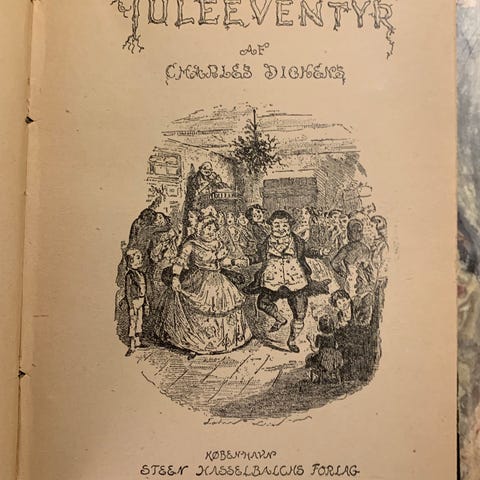 JULEEVENTYR
AF
CHARLES DICKENS
KØBENHAVN
STEEN HASSELBALCHS FORLAG